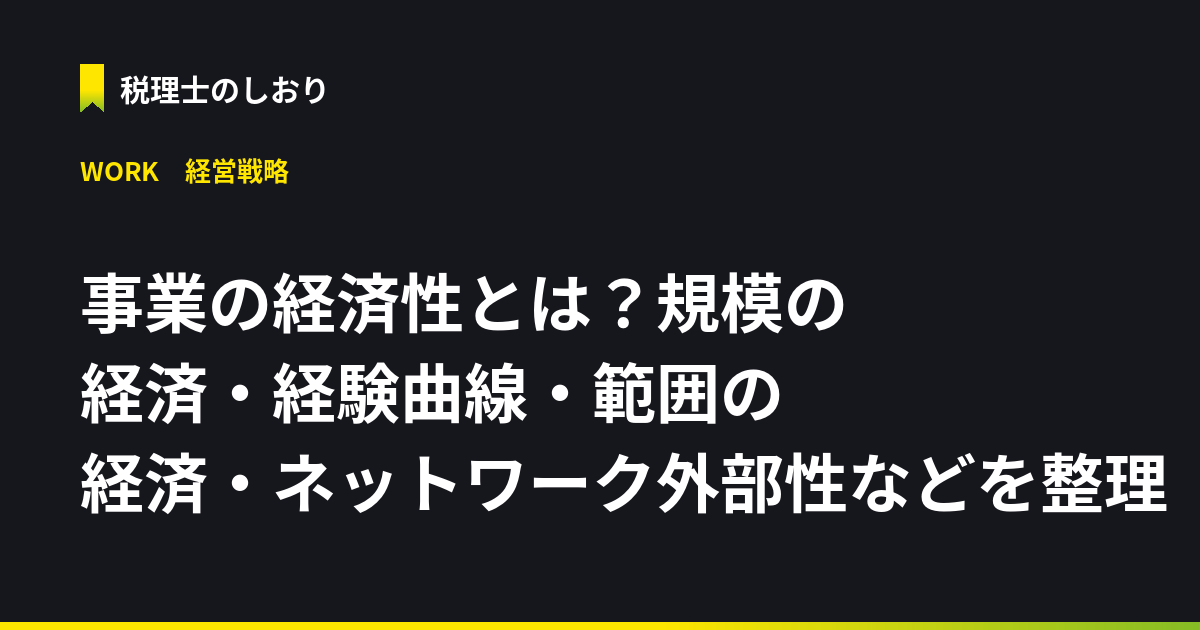 税理士のしおり
WORK　経営戦略
事業の経済性とは？規模の
経済・経験曲線・範囲の
経済・ネットワーク外部性などを整理